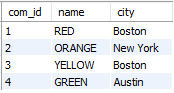 com_id name city
1 RED Boston
2 ORANGE New York
3 YELLOW Boston
4 GREEN Austin